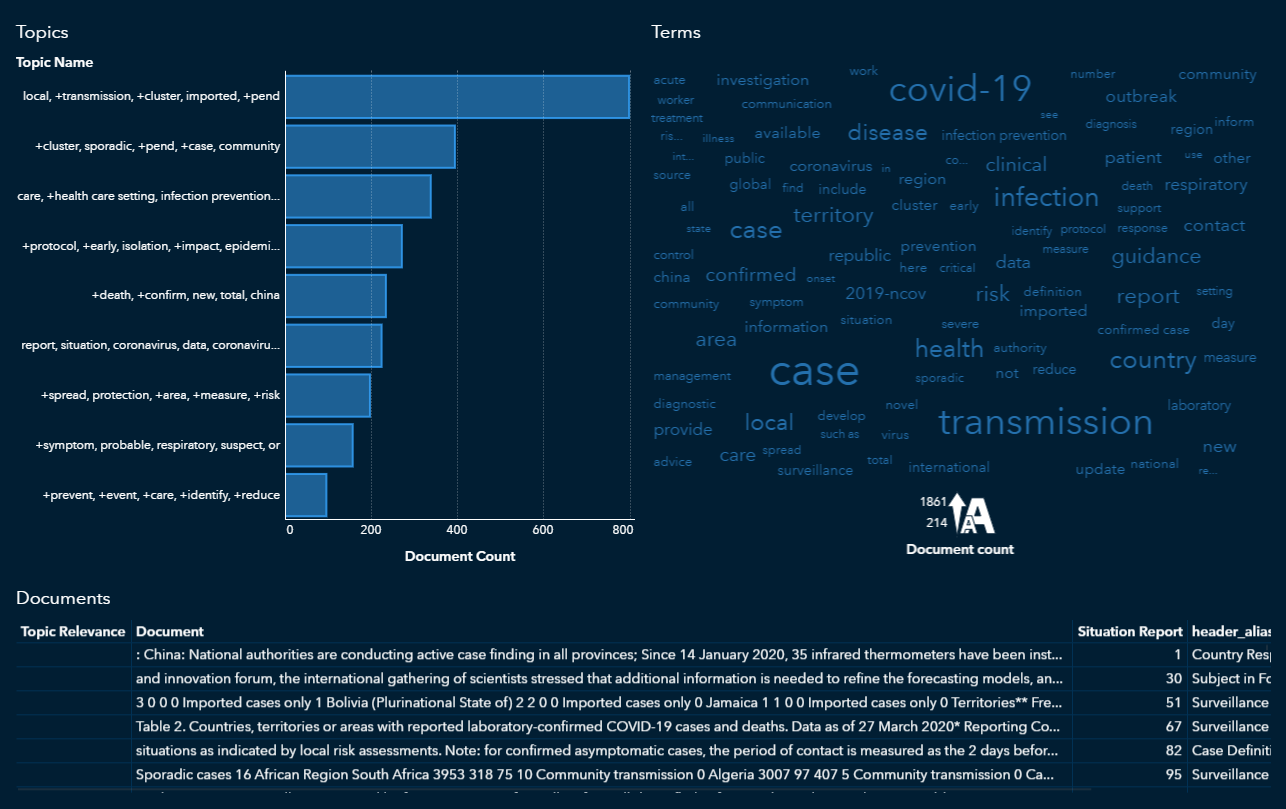 Topics
Topic Name
local, +transmission, +cluster, imported, +pend
+cluster, sporadic, +pend, +case, community
care, +health care setting, infection prevention...
+protocol, +early, isolation, +impact, epidemi...
+death, +confirm, new, total, china
report, situation, coronavirus, data, coronaviru...
+spread, protection, +area, +measure, +risk
+symptom, probable, respiratory, suspect, or
+prevent, +event, +care, +identify, +reduce
0 200 400 600 800
Document Count
Terms
acute investigation work covid-19 number community
worker communication outbreak
treatment see
ris... illness available disease infection prevention diagnosis region inform
int... public coronavirus in co... clinical patient use other
source global find include region infection death respiratory
all territory cluster early support
state case identify protocol response contact
control republic prevention measure guidance
china confirmed onset here critical data
community symptom 2019-ncov risk definition report setting
information situation severe imported confirmed case day
area health authority country measure
management case sporadic not reduce
diagnostic local develop novel transmission laboratory
provide such as virus new
advice care spread surveillance total international update national re...
1861
214
A
A
Document count
Documents
Topic Relevance Document Situation Report header_alias
: China: National authorities are conducting active case finding in all provinces; Since 14 January 2020, 35 infrared thermometers have been inst... 1 Country Resp
and innovation forum, the international gathering of scientists stressed that additional information is needed to refine the forecasting models, an... 30 Subject in Fo
3 0 0 0 Imported cases only 1 Bolivia (Plurinational State of) 2 2 0 0 Imported cases only 0 Jamaica 1 1 0 0 Imported cases only 0 Territories** Fre... 51 Surveillance
Table 2. Countries, territories or areas with reported laboratory-confirmed COVID-19 cases and deaths. Data as of 27 March 2020* Reporting Co... 67 Surveillance
situations as indicated by local risk assessments. Note: for confirmed asymptomatic cases, the period of contact is measured as the 2 days befor... 82 Case Definiti
Sporadic cases 16 African Region South Africa 3953 318 75 10 Community transmission 0 Algeria 3007 97 407 5 Community transmission 0 Ca... 95 Surveillance